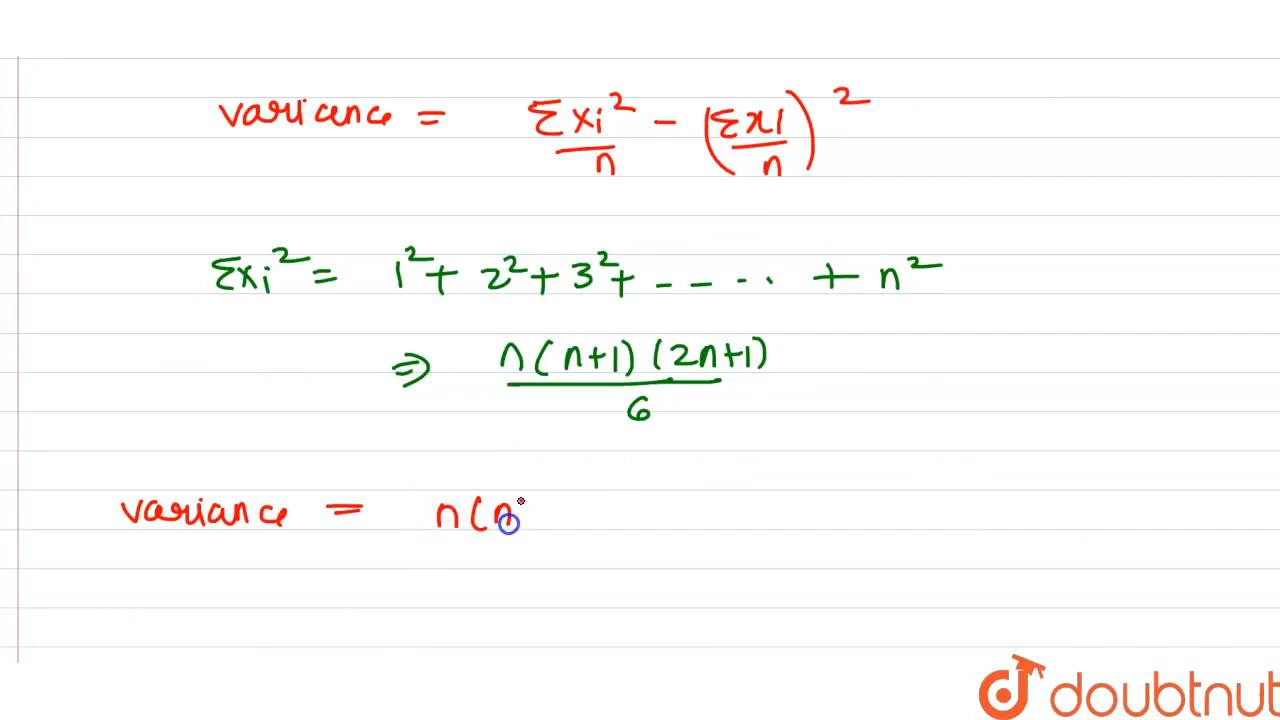 variance = Σxi²/n - (Σxi/n)²
Σxi² = 1² + 2² + 3² + - - - - + n²
⇒ n(n+1)(2n+1)/6
variance = n(n
doubtnut